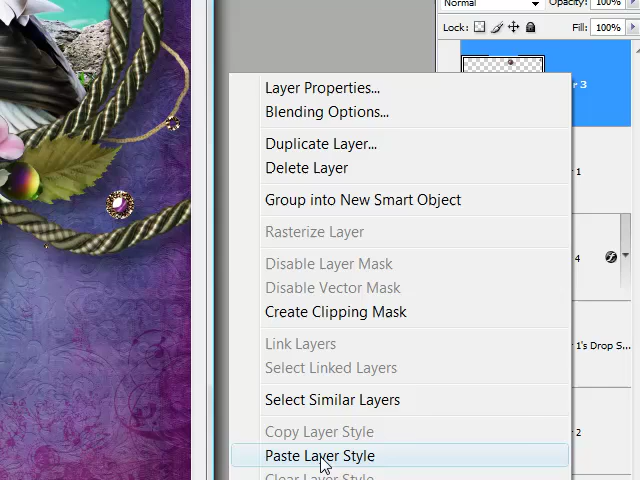 Normal
Opacity: 100%
Lock: Fill: 100%
Layer Properties...
r 3
Blending Options...
Duplicate Layer...
Delete Layer
1
Group into New Smart Object
Rasterize Layer
Disable Layer Mask
4
Disable Vector Mask
Create Clipping Mask
Link Layers
1's Drop S...
Select Linked Layers
Select Similar Layers
Copy Layer Style
2
Paste Layer Style
Clear Layer Style